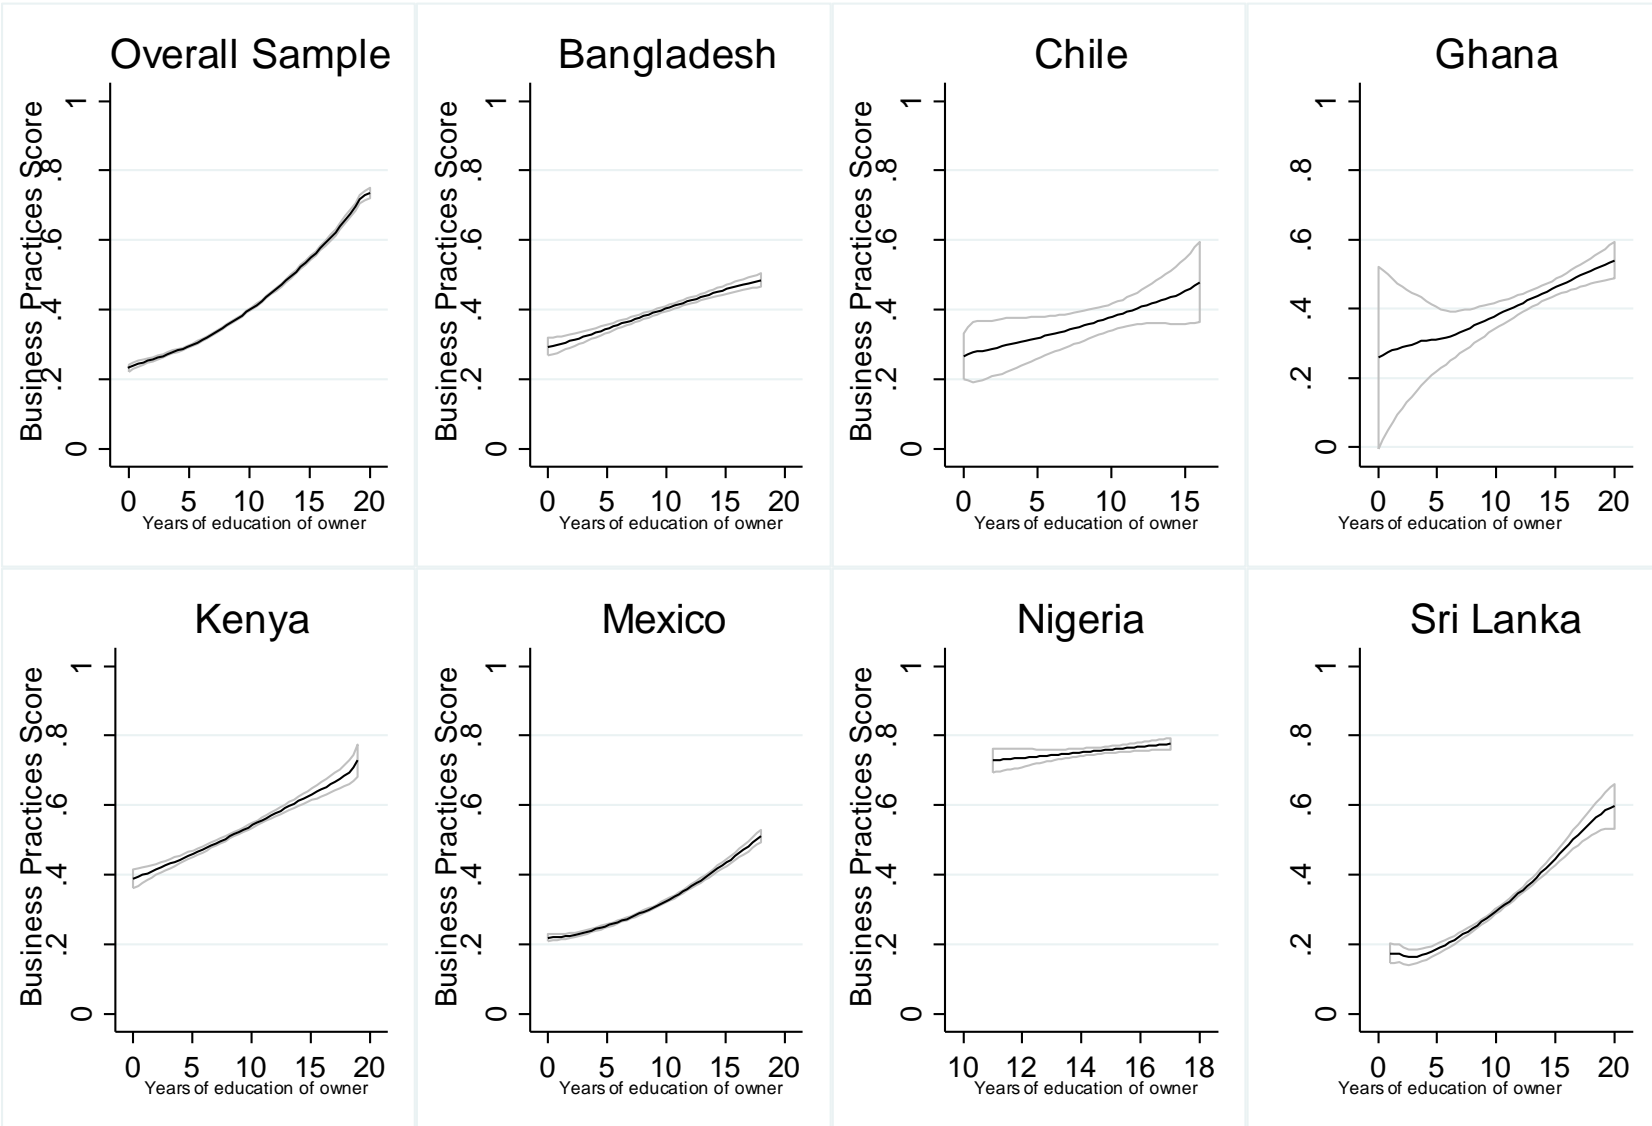 Overall Sample
Business Practices Score
1
.8
.6
.4
.2
0
0 5 10 15 20
Years of education of owner
Bangladesh
Business Practices Score
1
.8
.6
.4
.2
0
0 5 10 15 20
Years of education of owner
Chile
Business Practices Score
1
.8
.6
.4
.2
0
0 5 10 15
Years of education of owner
Ghana
1
.8
.6
.4
.2
0
0 5 10 15 20
Years of education of owner
Kenya
Business Practices Score
1
.8
.6
.4
.2
0
0 5 10 15 20
Years of education of owner
Mexico
Business Practices Score
1
.8
.6
.4
.2
0
0 5 10 15 20
Years of education of owner
Nigeria
Business Practices Score
1
.8
.6
.4
.2
0
10 12 14 16 18
Years of education of owner
Sri Lanka
1
.8
.6
.4
.2
0
0 5 10 15 20
Years of education of owner